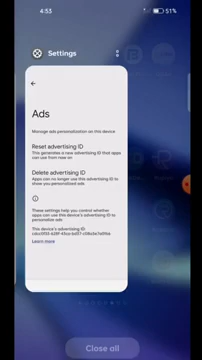 4:53
51%
Settings
Ads
Manage ads personalization on this device
Reset advertising ID
This generates a new advertising ID that apps
can use from now on
Delete advertising ID
Apps can no longer use this advertising ID to
show you personalized ads.
These settings help you control whether
apps can use this device's advertising ID to
personalize ads
This device's advertising ID:
Learn more
Close all